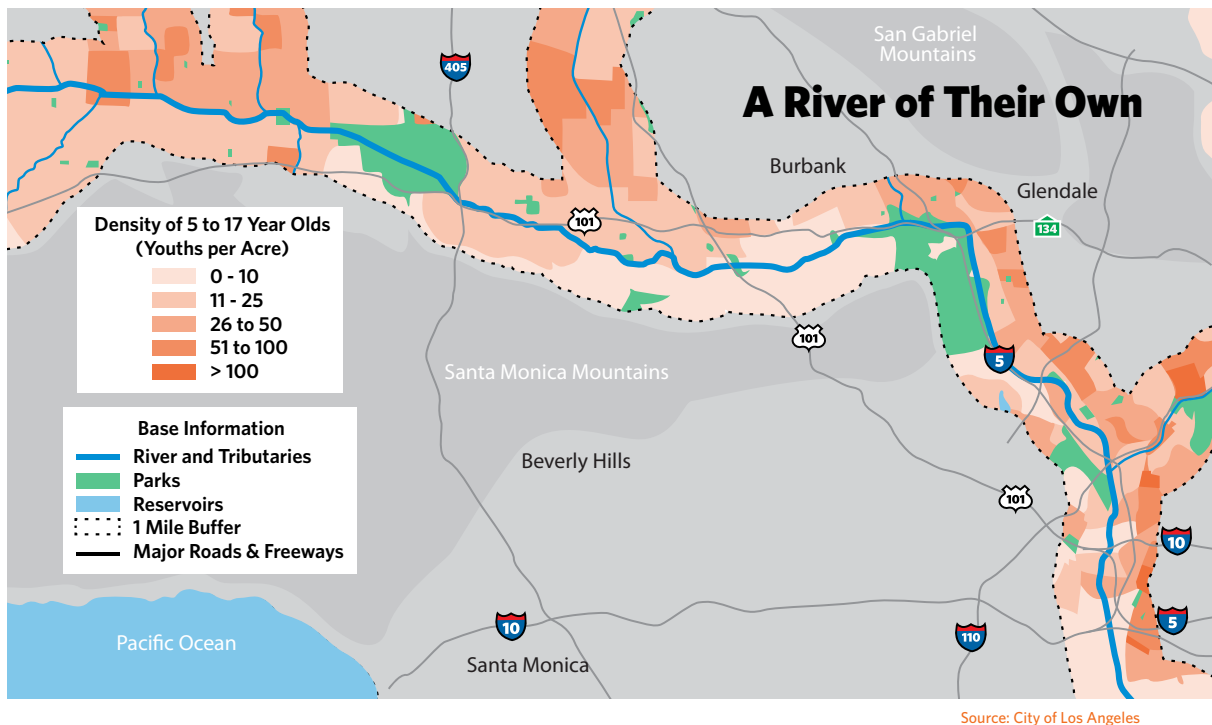 San Gabriel
Mountains
405
A River of Their Own
Burbank
Glendale
134
101
Density of 5 to 17 Year Olds
(Youths per Acre)
0 - 10
11 - 25
26 to 50
51 to 100
> 100
101
5
Santa Monica Mountains
Base Information
River and Tributaries
Parks
Reservoirs
1 Mile Buffer
Major Roads & Freeways
Beverly Hills
101
10
10
5
110
Pacific Ocean
Santa Monica
Source: City of Los Angeles